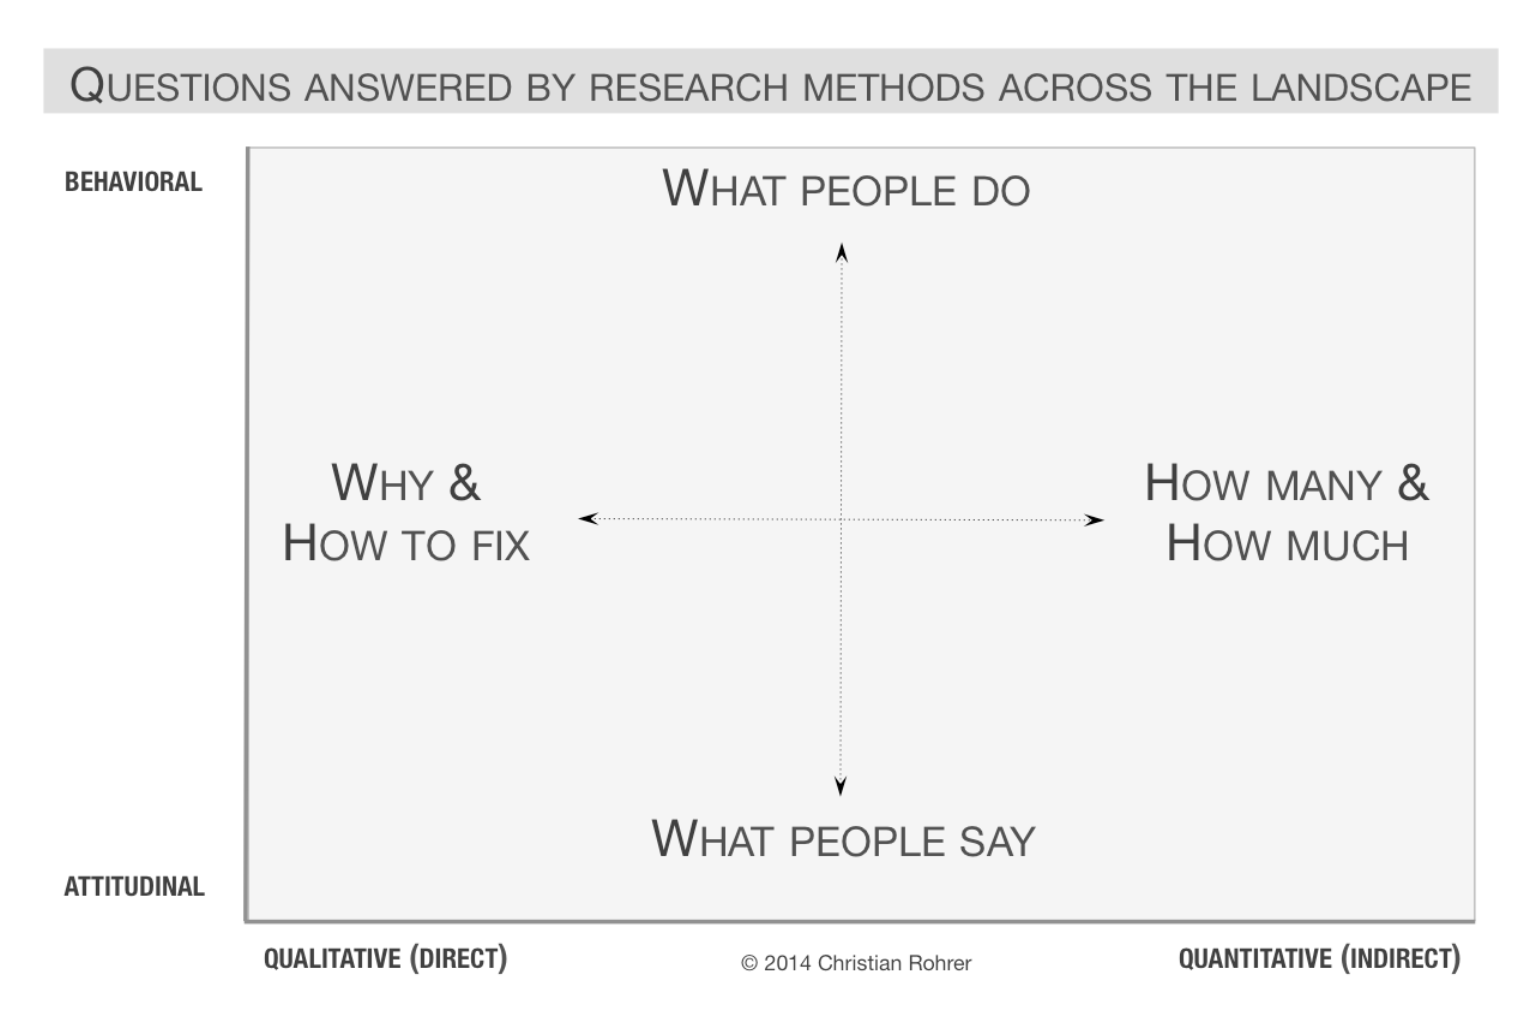 QUESTIONS ANSWERED BY RESEARCH METHODS ACROSS THE LANDSCAPE
BEHAVIORAL
WHAT PEOPLE DO
WHY &
HOW TO FIX
HOW MANY &
HOW MUCH
WHAT PEOPLE SAY
ATTITUDINAL
QUALITATIVE (DIRECT)
© 2014 Christian Rohrer
QUANTITATIVE (INDIRECT)